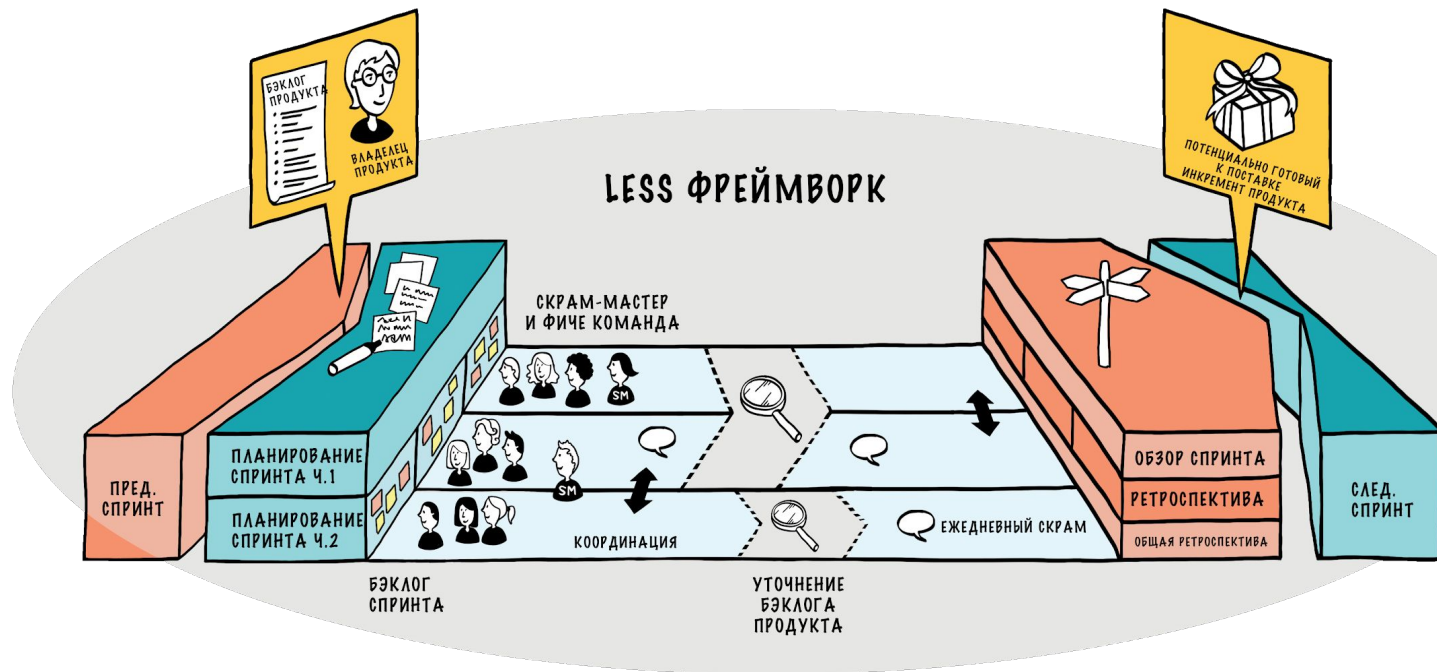 БЭКЛОГ
ПРОДУКТА
ВЛАДЕЛЕЦ
ПРОДУКТА
ПОТЕНЦИАЛЬНО ГОТОВЫЙ
К ПОСТАВКЕ
ИНКРЕМЕНТ ПРОДУКТА
LESS ФРЕЙМВОРК
СКРАМ-МАСТЕР
И ФИЧЕ КОМАНДА
SM
SM
ПРЕД.
СПРИНТ
ПЛАНИРОВАНИЕ
СПРИНТА Ч.1
ПЛАНИРОВАНИЕ
СПРИНТА Ч.2
КООРДИНАЦИЯ
ЕЖЕДНЕВНЫЙ СКРАМ
ОБЗОР СПРИНТА
РЕТРОСПЕКТИВА
ОБЩАЯ РЕТРОСПЕКТИВА
СЛЕД.
СПРИНТ
БЭКЛОГ
СПРИНТА
УТОЧНЕНИЕ
БЭКЛОГА
ПРОДУКТА